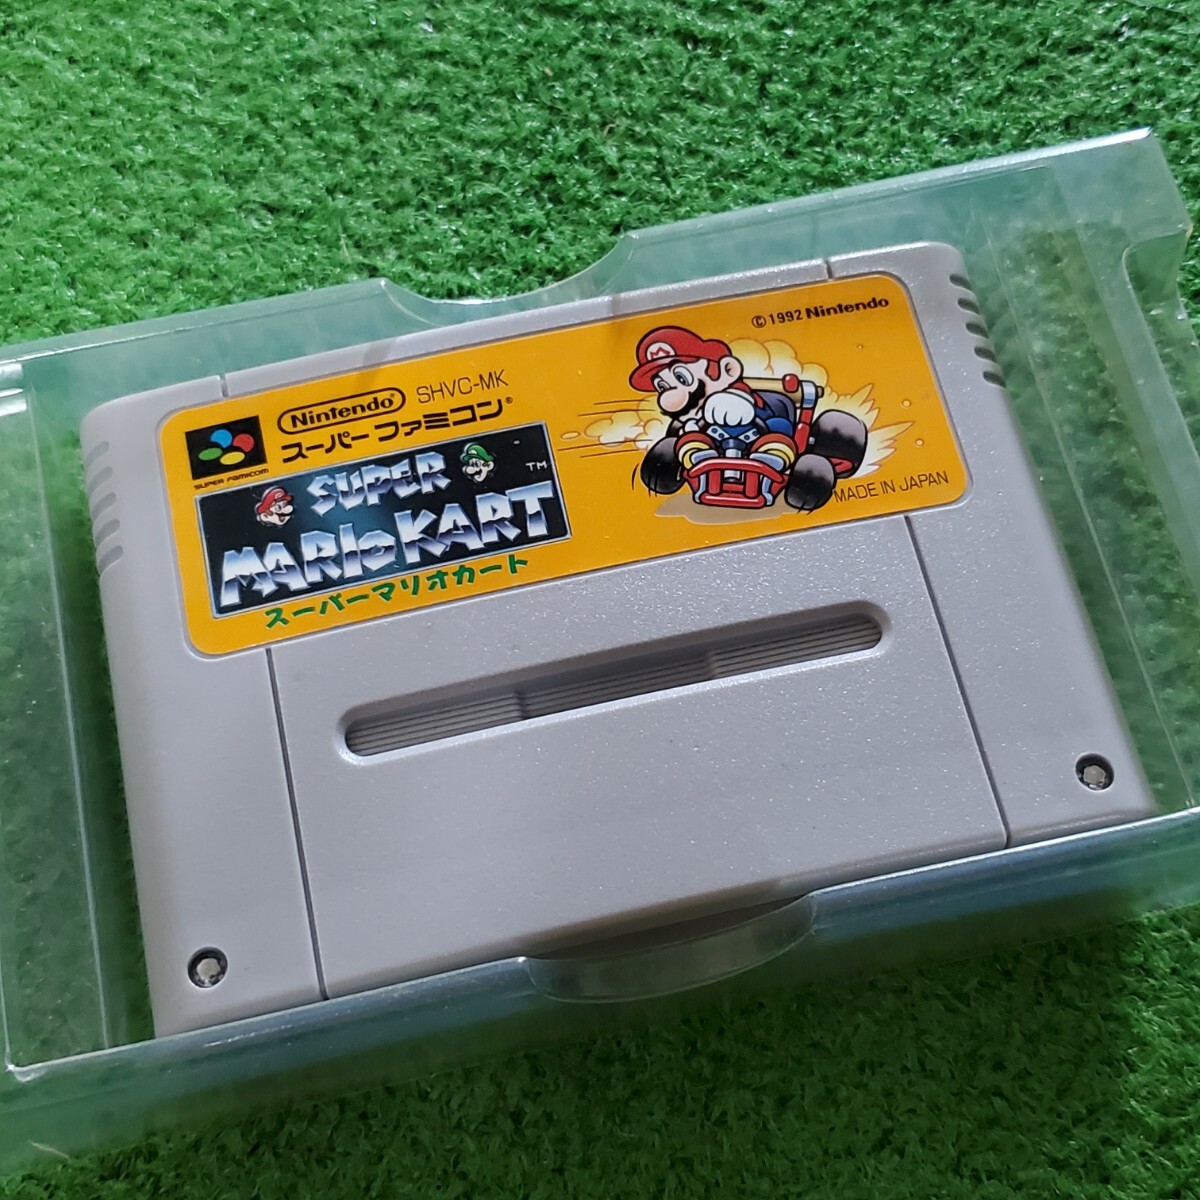 © 1992 Nintendo
Nintendo
SHVC-MK
スーパーファミコン®
SUPER FAMICOM
SUPER
MARIO KART
TM
スーパーマリオカート
MADE IN JAPAN